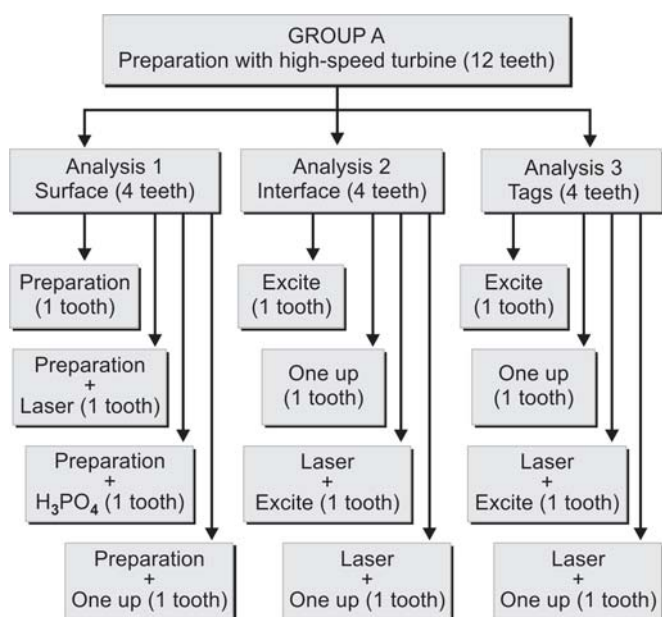 GROUP A
Preparation with high-speed turbine (12 teeth)
Analysis 1
Surface (4 teeth)
Analysis 2
Interface (4 teeth)
Analysis 3
Tags (4 teeth)
Preparation
(1 tooth)
Excite
(1 tooth)
Excite
(1 tooth)
Preparation
+
Laser (1 tooth)
One up
(1 tooth)
One up
(1 tooth)
Preparation
+
H₃PO₄ (1 tooth)
Laser
+
Excite (1 tooth)
Laser
+
Excite (1 tooth)
Preparation
+
One up (1 tooth)
Laser
+
One up (1 tooth)
Laser
+
One up (1 tooth)